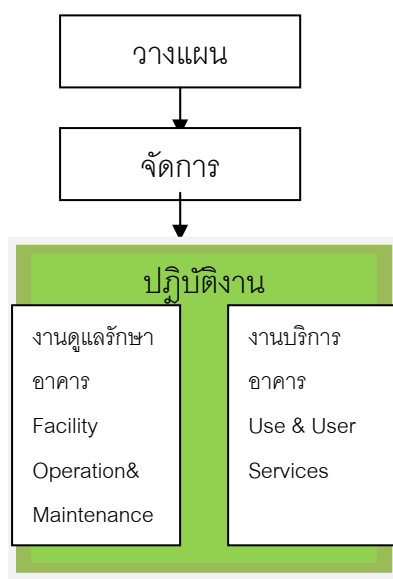 วางแผน
จัดการ
ปฏิบัติงาน
งานดูแลรักษา
อาคาร
Facility
Operation&
Maintenance
งานบริการ
อาคาร
Use & User
Services